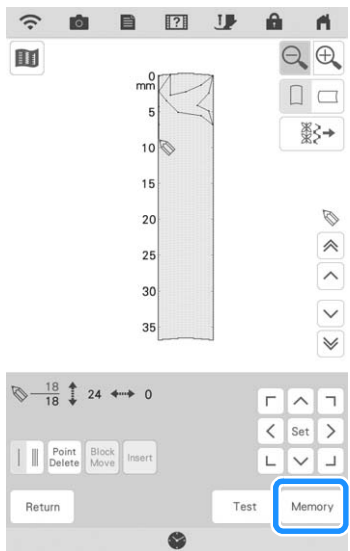 ?
0
mm
5
10
15
20
25
30
35
18
18
24
0
Set
Point
Delete
Block
Move
Insert
Return
Test
Memory